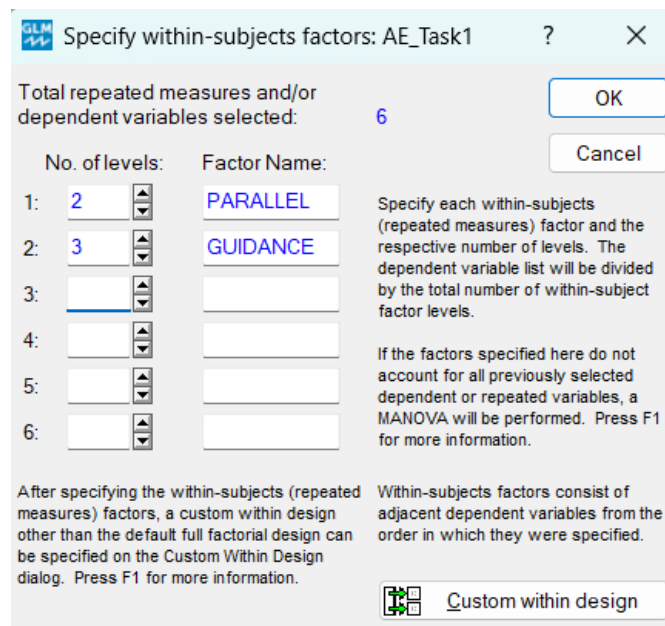 GLM Specify within-subjects factors: AE_Task1 ? ×
Total repeated measures and/or
dependent variables selected: 6
OK
Cancel
No. of levels: Factor Name:
1: 2 PARALLEL
2: 3 GUIDANCE
3:
4:
5:
6:
Specify each within-subjects
(repeated measures) factor and the
respective number of levels. The
dependent variable list will be divided
by the total number of within-subject
factor levels.
If the factors specified here do not
account for all previously selected
dependent or repeated variables, a
MANOVA will be performed. Press F1
for more information.
After specifying the within-subjects (repeated
measures) factors, a custom within design
other than the default full factorial design can
be specified on the Custom Within Design
dialog. Press F1 for more information.
Within-subjects factors consist of
adjacent dependent variables from the
order in which they were specified.
Custom within design